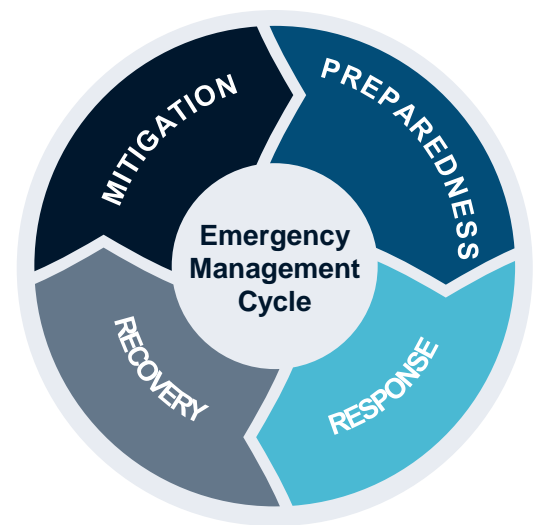 MITIGATION
PREPAREDNESS
Emergency
Management
Cycle
RECOVERY
RESPONSE